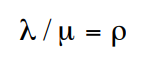 λ / μ = ρ